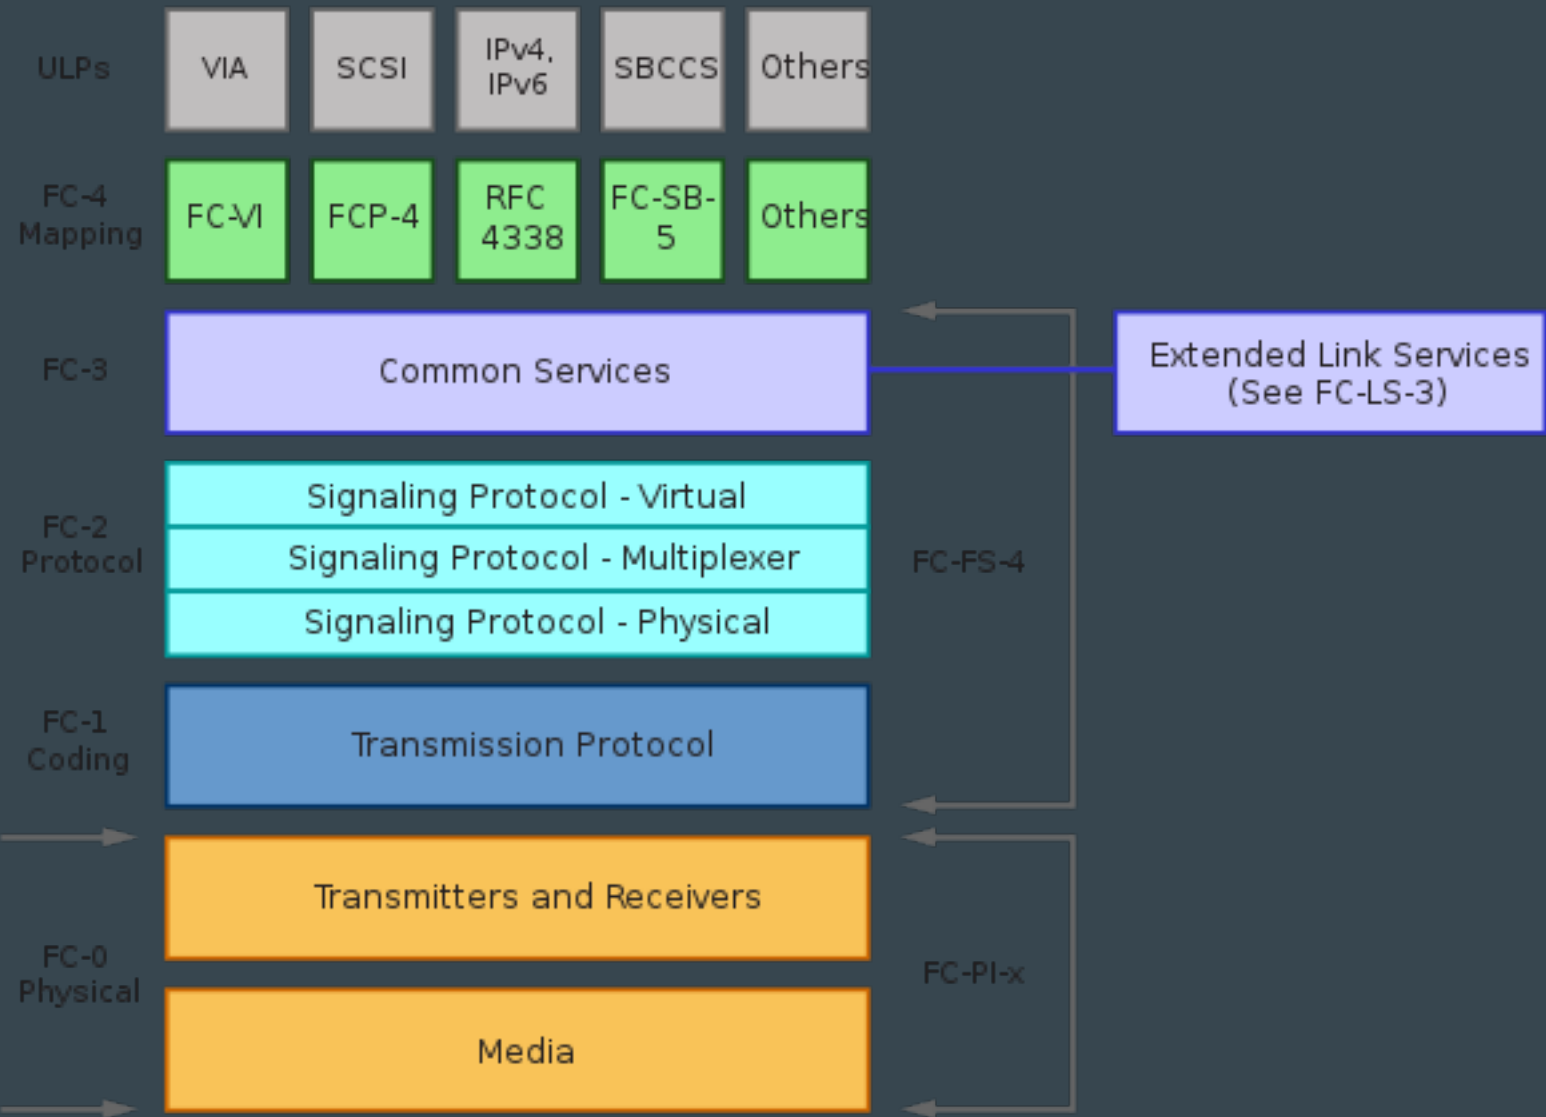 ULPs
VIA
SCSI
IPv4,
IPv6
SBCCS
Others
FC-4
Mapping
FC-VI
FCP-4
RFC
4338
FC-SB-
5
Others
FC-3
Common Services
Extended Link Services
(See FC-LS-3)
FC-2
Protocol
Signaling Protocol - Virtual
Signaling Protocol - Multiplexer
Signaling Protocol - Physical
FC-FS-4
FC-1
Coding
Transmission Protocol
FC-0
Physical
Transmitters and Receivers
Media
FC-PI-x